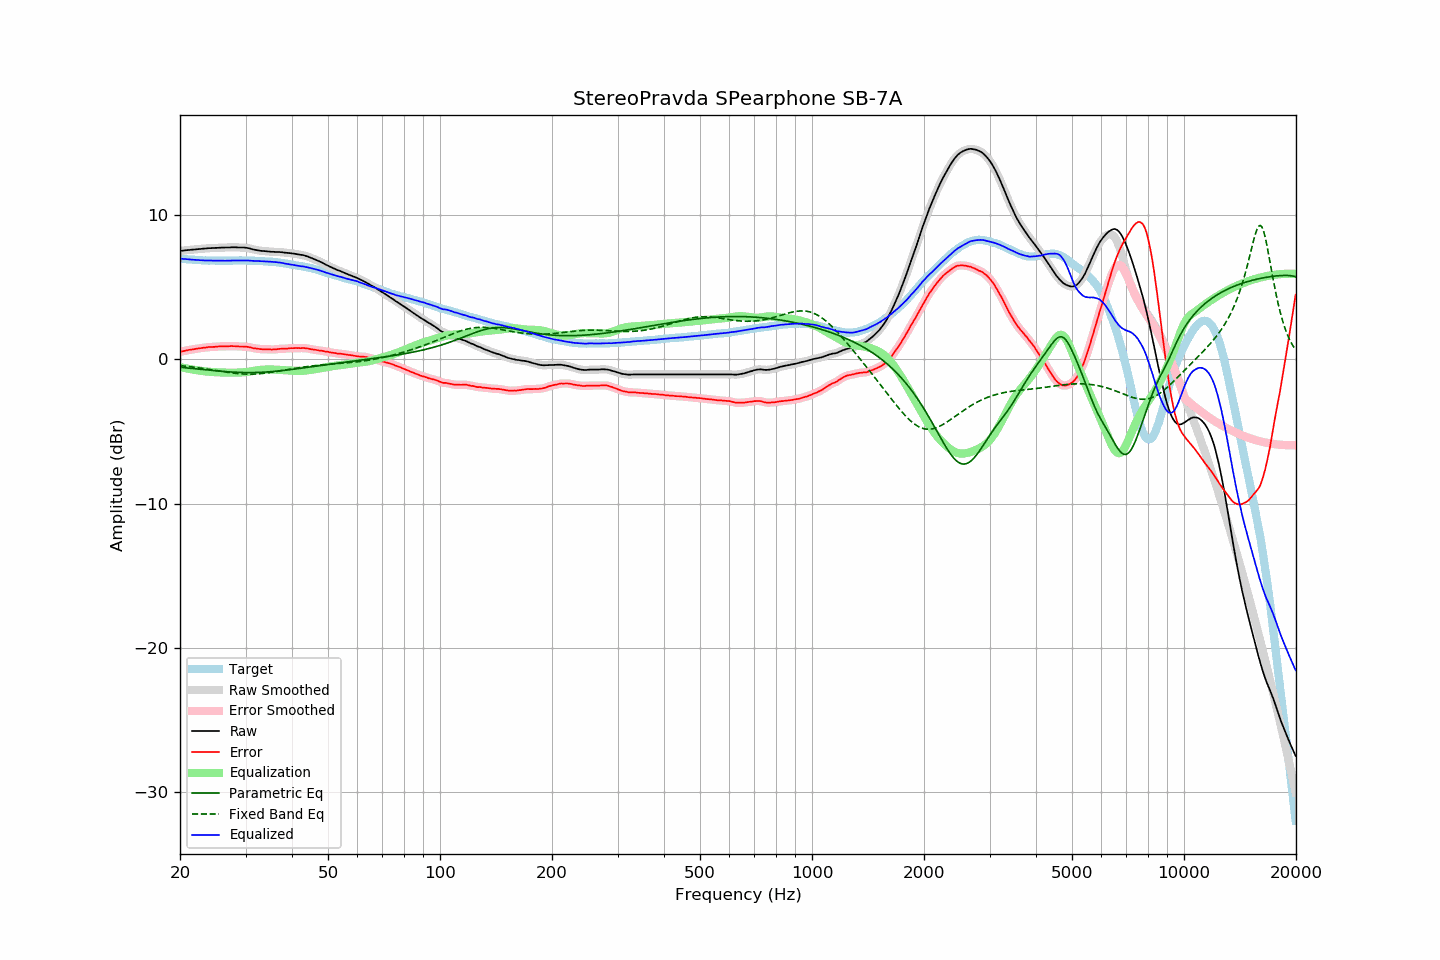 StereoPravda SPearphone SB-7A
Amplitude (dBr)
10
0
−10
−20
−30
Target
Raw Smoothed
Error Smoothed
Raw
Error
Equalization
Parametric Eq
Fixed Band Eq
Equalized
20 50 100 200 500 1000 2000 5000 10000 20000
Frequency (Hz)